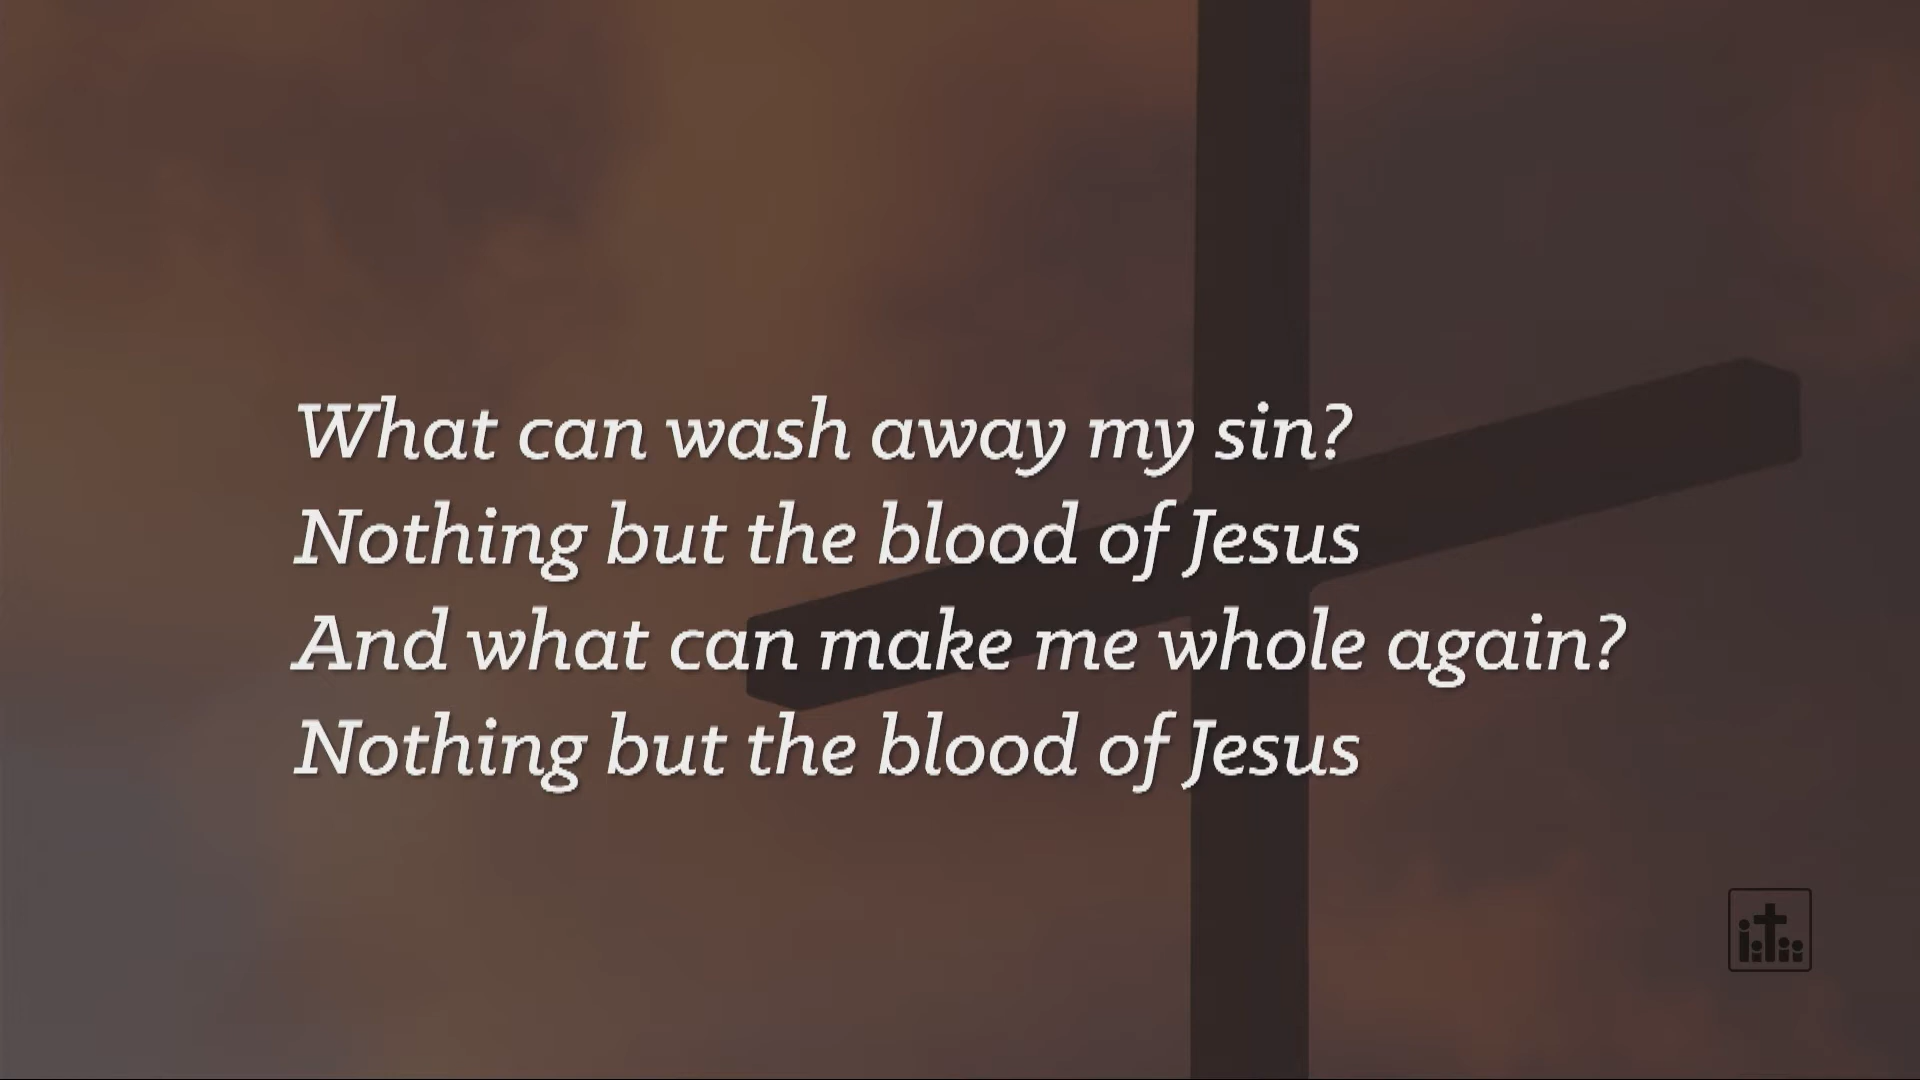 What can wash away my sin?
Nothing but the blood of Jesus
And what can make me whole again?
Nothing but the blood of Jesus